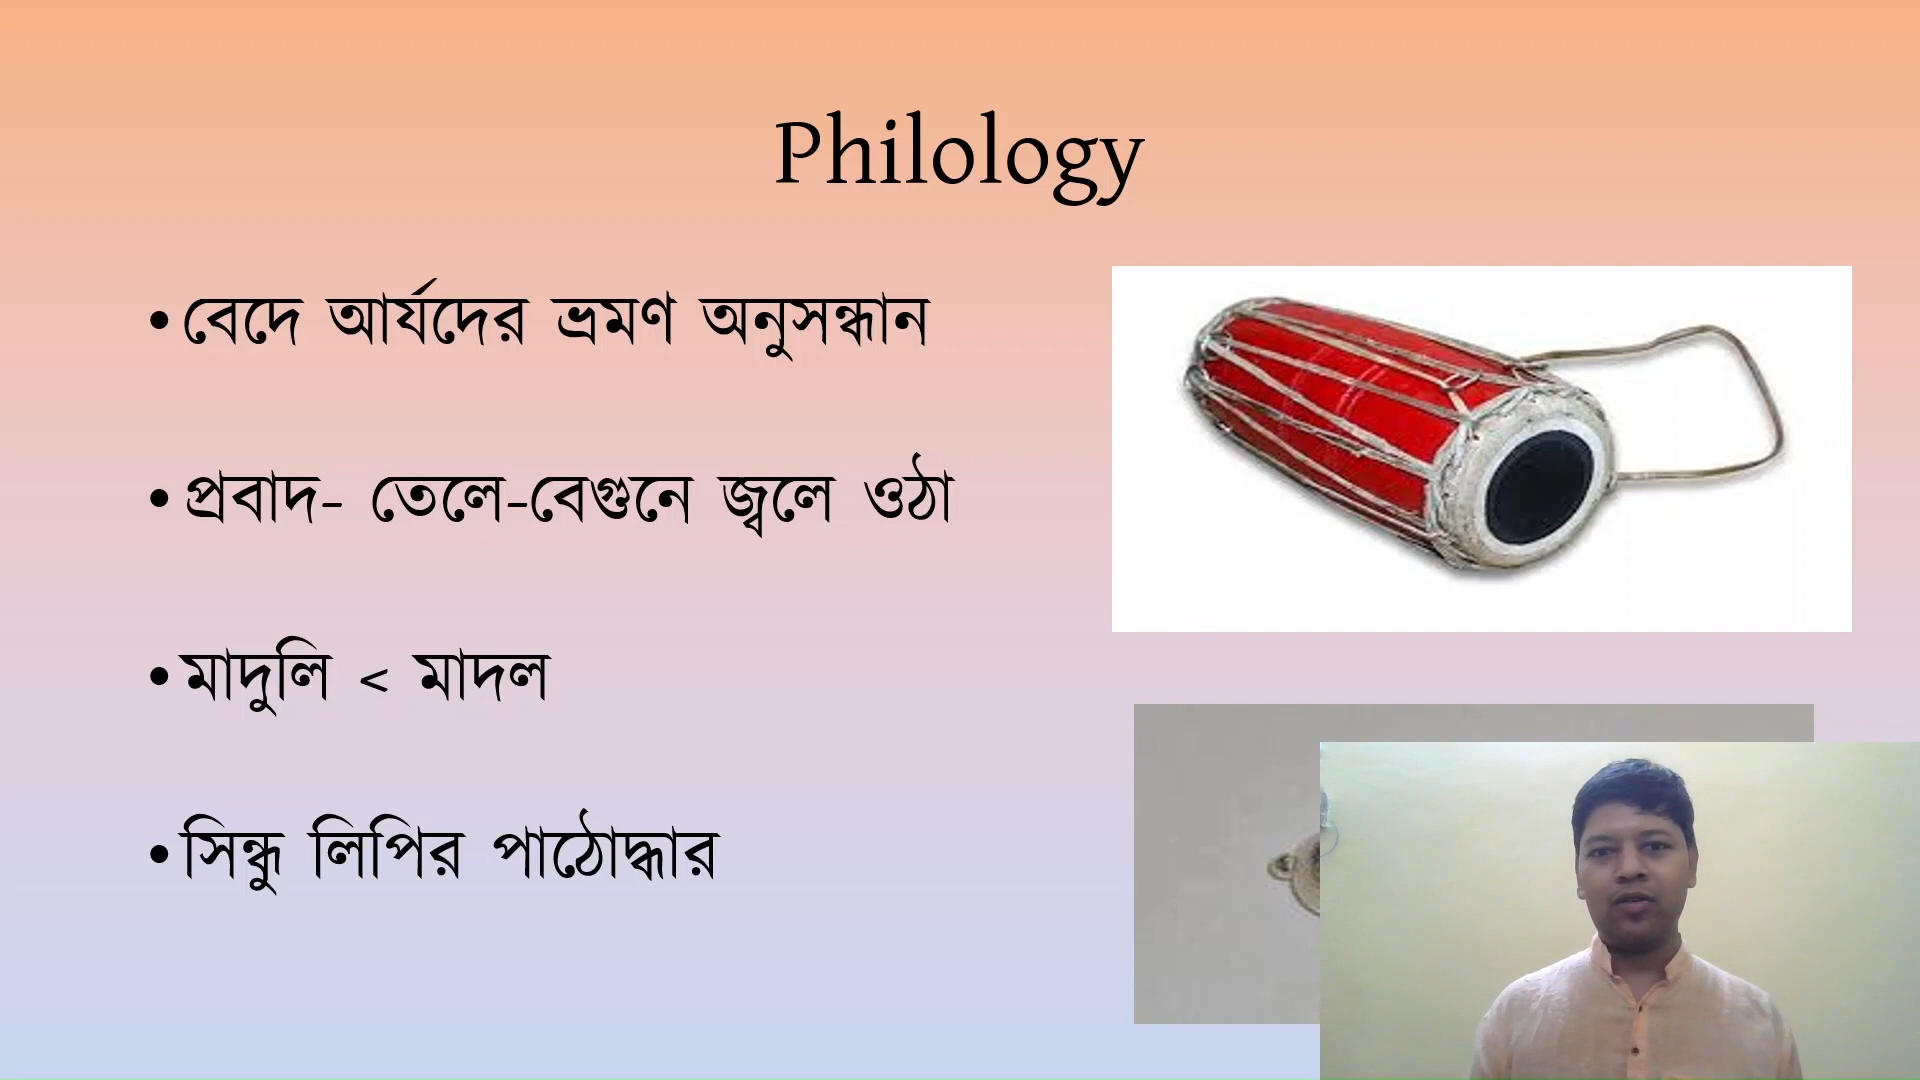 Philology
• বেদে আর্যদের ভ্রমণ অনুসন্ধান
• প্রবাদ- তেলে-বেগুনে জ্বলে ওঠা
• মাদুলি < মাদল
• সিন্ধু লিপির পাঠোদ্ধার